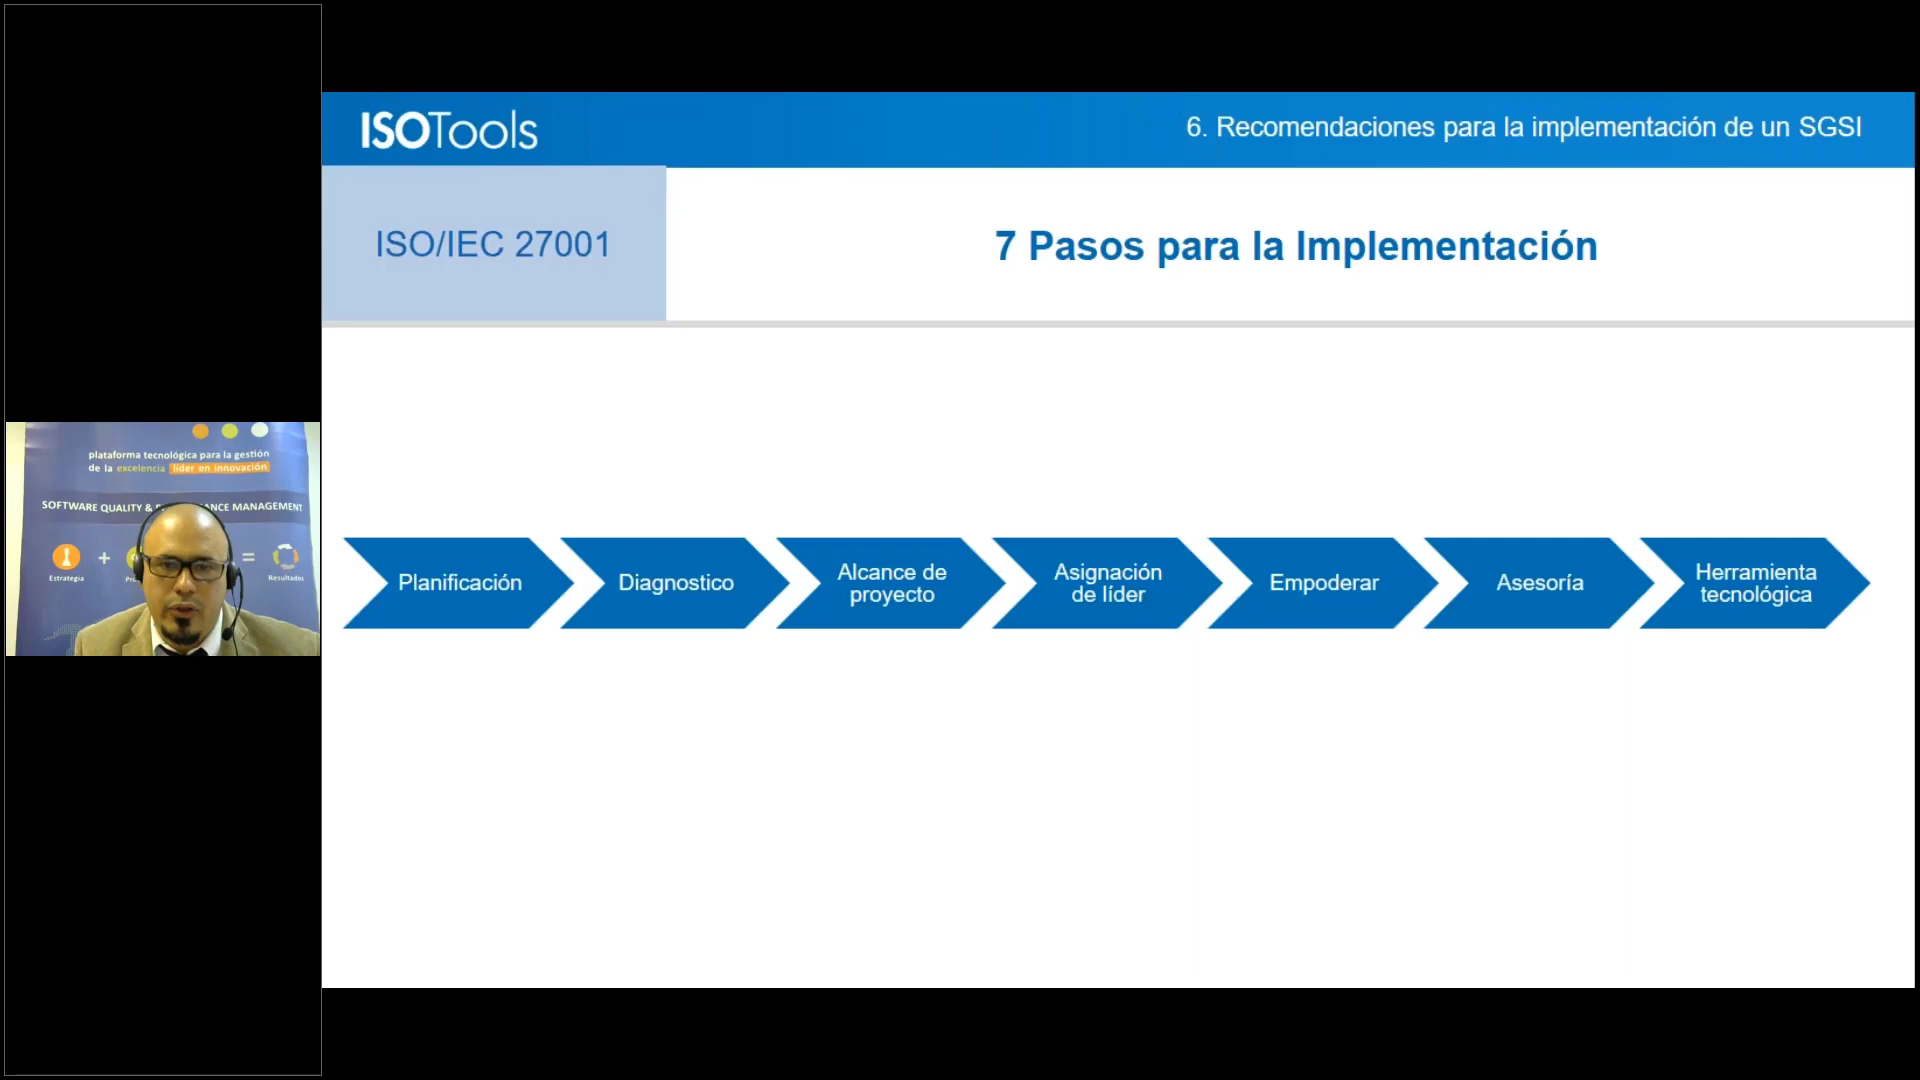 ISOTools
6. Recomendaciones para la implementación de un SGSI
ISO/IEC 27001
7 Pasos para la Implementación
plataforma tecnológica para la gestión
de la excelencia líder en innovación
SOFTWARE QUALITY & MANAGEMENT
+
=
Estrategia
Resultados
Planificación
Diagnostico
Alcance de
proyecto
Asignación
de líder
Empoderar
Asesoría
Herramienta
tecnológica